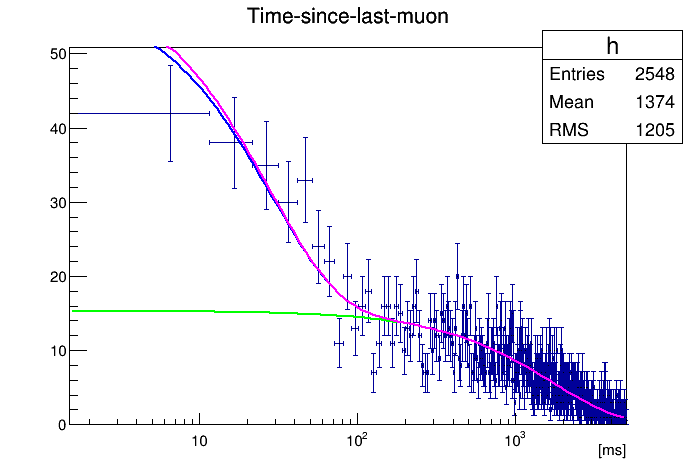 Time-since-last-muon
h
Entries 2548
Mean 1374
RMS 1205
50
40
30
20
10
0
10 10² 10³
[ms]